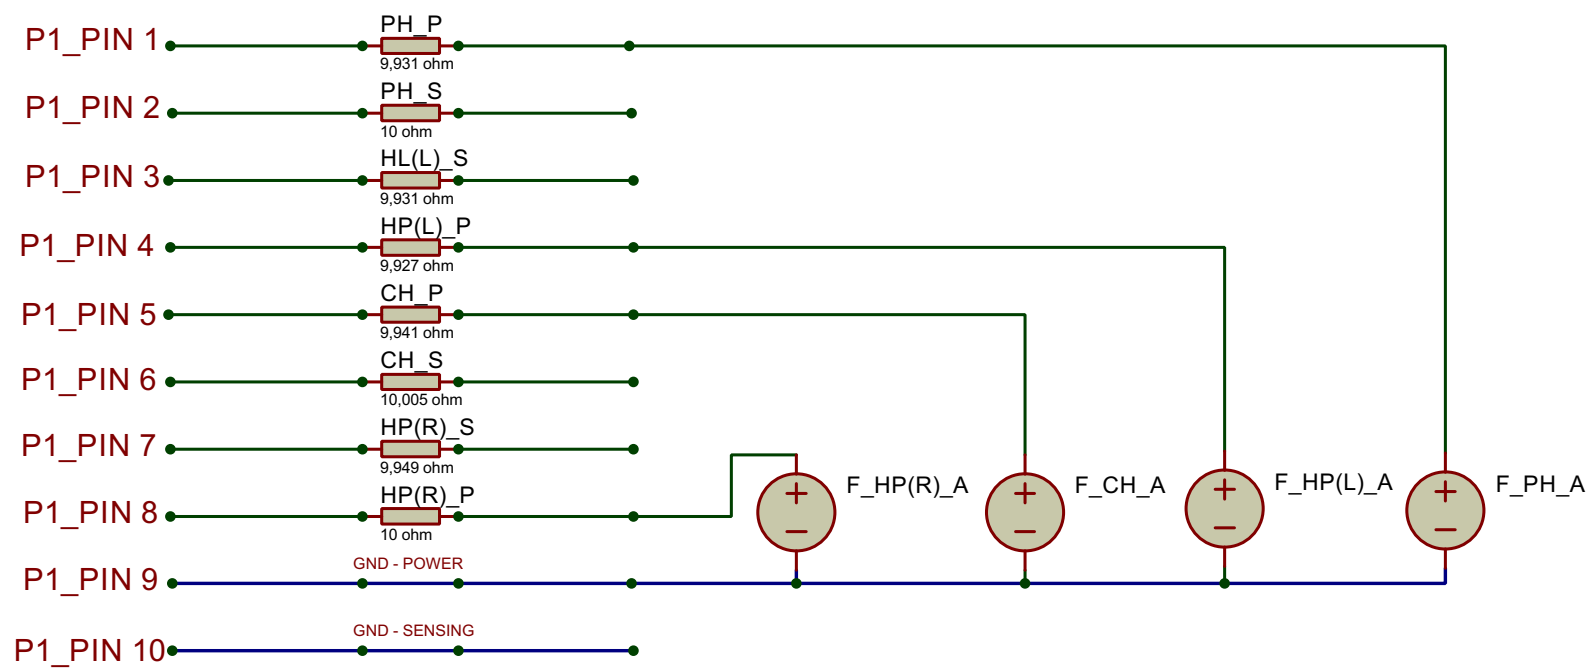 P1_PIN 1
PH_P
9,931 ohm
P1_PIN 2
PH_S
10 ohm
P1_PIN 3
HL(L)_S
9,931 ohm
P1_PIN 4
HP(L)_P
9,927 ohm
P1_PIN 5
CH_P
9,941 ohm
P1_PIN 6
CH_S
10,005 ohm
P1_PIN 7
HP(R)_S
9,949 ohm
P1_PIN 8
HP(R)_P
10 ohm
F_HP(R)_A
F_CH_A
F_HP(L)_A
F_PH_A
P1_PIN 9
GND - POWER
P1_PIN 10
GND - SENSING